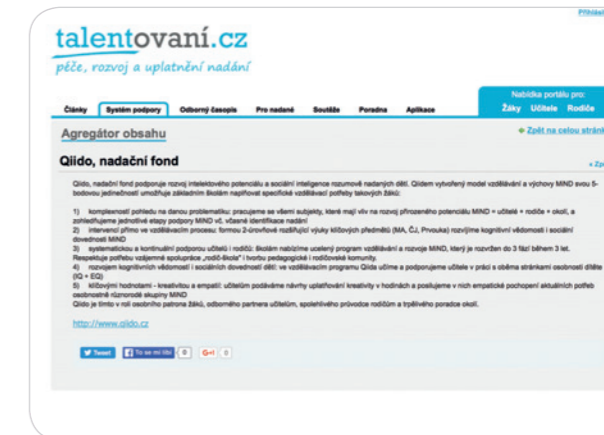 Přihlásit
talentovaní.cz
péče, rozvoj a uplatnění nadání
Nabídka portálu pro:
Články Systém podpory Odborný časopis Pro nadané Soutěže Poradna Aplikace Žáky Učitele Rodiče
Agregátor obsahu Zpět na celou stránk
Qiido, nadační fond
« Zp
Qiido, nadační fond podporuje rozvoj intelektového potenciálu a sociální inteligence rozumově nadaných dětí. Qiidem vytvořený model vzdělávání a výchovy MiND svou 5-
bodovou jedinečností umožňuje základním školám naplňovat specifické vzdělávací potřeby takových žáků:
1) komplexností pohledu na danou problematiku: pracujeme se všemi subjekty, které mají vliv na rozvoj přirozeného potenciálu MiND = učitelé + rodiče + okolí, a
zohledňujeme jednotlivé etapy podpory MiND vč. včasné identifikace nadání
2) intervencí přímo ve vzdělávacím procesu: formou 2-úrovňové rozšiřující výuky klíčových předmětů (MA, ČJ, Prvouka) rozvíjíme kognitivní vědomosti i sociální
dovednosti MiND
3) systematickou a kontinuální podporou učitelů i rodičů: školám nabízíme ucelený program vzdělávání a rozvoje MiND, který je rozvržen do 3 fází během 3 let.
Respektuje potřebu vzájemné spolupráce „rodič-škola" i tvorbu pedagogické i rodičovské komunity.
4) rozvojem kognitivních vědomostí i sociálních dovedností dětí: ve vzdělávacím programu Qiida učíme a podporujeme učitele v práci s oběma stránkami osobnosti dítěte
(IQ + EQ)
5) klíčovými hodnotami - kreativitou a empatií: učitelům podáváme návrhy uplatňování kreativity v hodinách a posilujeme v nich empatické pochopení aktuálních potřeb
osobnostně různorodé skupiny MiND
Qiido je tímto v roli osobního patrona žáků, odborného partnera učitelům, spolehlivého průvodce rodičům a trpělivého poradce okolí.
http://www.qiido.cz
Tweet To se mi líbí 0 G+1 0